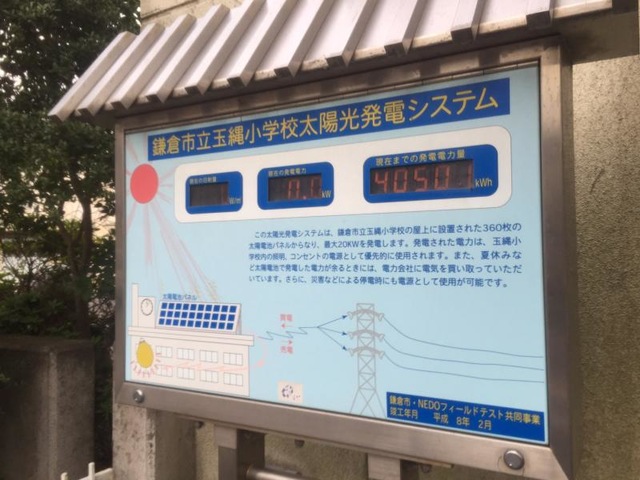 鎌倉市立玉縄小学校太陽光発電システム
現在の日射量
W/㎡
現在の発電電力
kW
現在までの発電電力量
kWh
この太陽光発電システムは、鎌倉市立玉縄小学校の屋上に設置された360枚の
太陽電池パネルからなり、最大20KWを発電します。発電された電力は、玉縄小
学校内の照明、コンセントの電源として優先的に使用されます。また、夏休みな
ど太陽電池で発電した電力が余るときには、電力会社に電気を買い取っていただ
いています。さらに、災害などによる停電時にも電源として使用が可能です。
太陽電池パネル
買電
売電
鎌倉市・NEDOフィールドテスト共同事業
竣工年月 平成 8年 2月